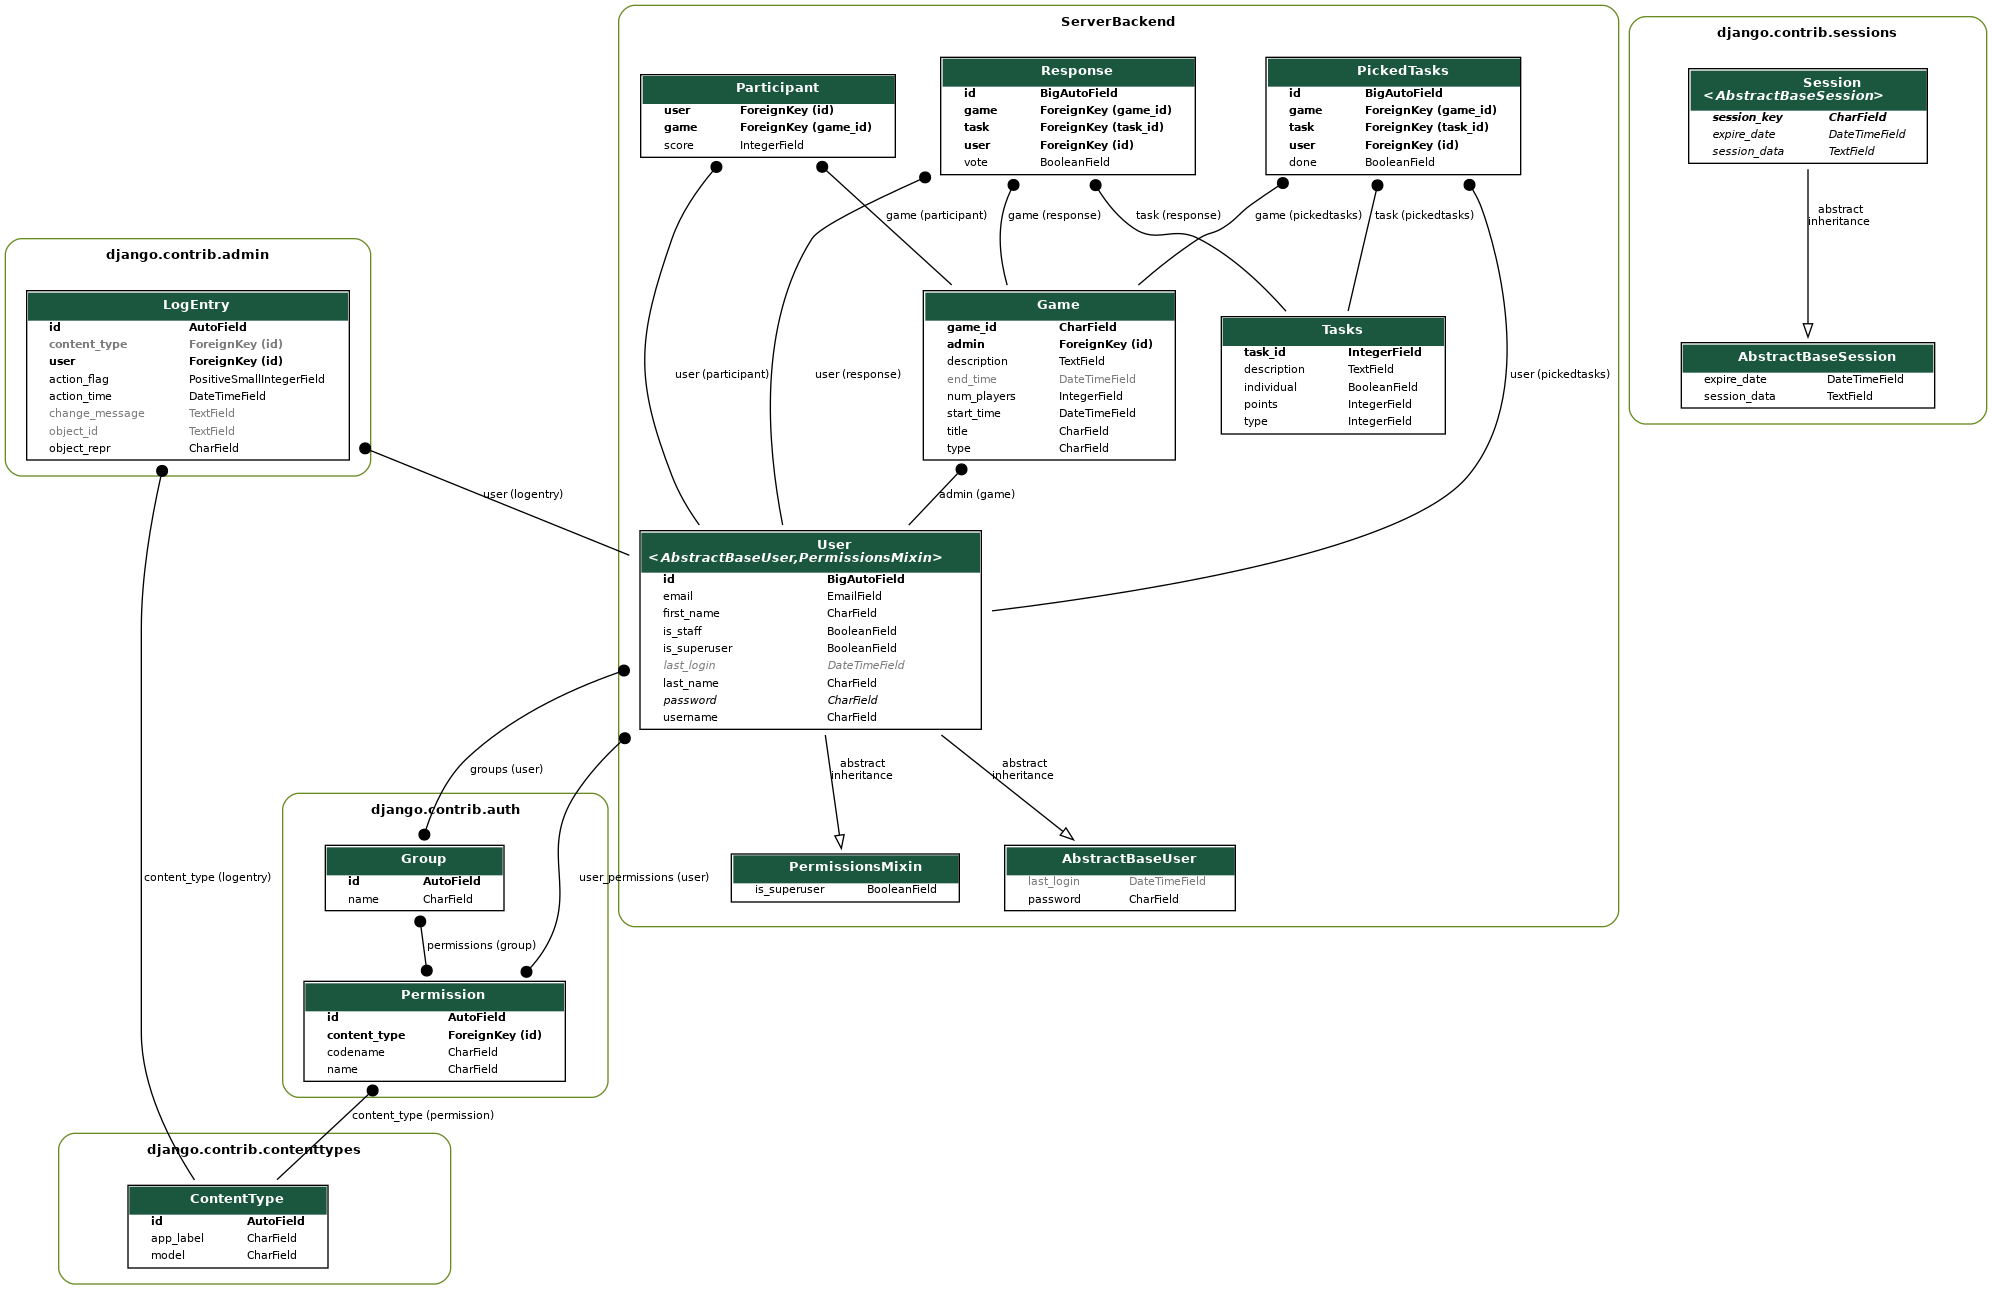 ServerBackend
Participant
user ForeignKey (id)
game ForeignKey (game_id)
score IntegerField
Response
id BigAutoField
game ForeignKey (game_id)
task ForeignKey (task_id)
user ForeignKey (id)
vote BooleanField
PickedTasks
id BigAutoField
game ForeignKey (game_id)
task ForeignKey (task_id)
user ForeignKey (id)
done BooleanField
game (participant)
game (response)
task (response)
game (pickedtasks)
task (pickedtasks)
Game
game_id CharField
admin ForeignKey (id)
description TextField
end_time DateTimeField
num_players IntegerField
start_time DateTimeField
title CharField
type CharField
Tasks
task_id IntegerField
description TextField
individual BooleanField
points IntegerField
type IntegerField
user (participant)
user (response)
user (pickedtasks)
admin (game)
User
<AbstractBaseUser,PermissionsMixin>
id BigAutoField
email EmailField
first_name CharField
is_staff BooleanField
is_superuser BooleanField
last_login DateTimeField
last_name CharField
password CharField
username CharField
abstract
inheritance
abstract
inheritance
PermissionsMixin
is_superuser BooleanField
AbstractBaseUser
last_login DateTimeField
password CharField
django.contrib.sessions
Session
<AbstractBaseSession>
session_key CharField
expire_date DateTimeField
session_data TextField
abstract
inheritance
AbstractBaseSession
expire_date DateTimeField
session_data TextField
django.contrib.admin
LogEntry
id AutoField
content_type ForeignKey (id)
user ForeignKey (id)
action_flag PositiveSmallIntegerField
action_time DateTimeField
change_message TextField
object_id TextField
object_repr CharField
user (logentry)
groups (user)
content_type (logentry)
user_permissions (user)
django.contrib.auth
Group
id AutoField
name CharField
permissions (group)
Permission
id AutoField
content_type ForeignKey (id)
codename CharField
name CharField
content_type (permission)
django.contrib.contenttypes
ContentType
id AutoField
app_label CharField
model CharField